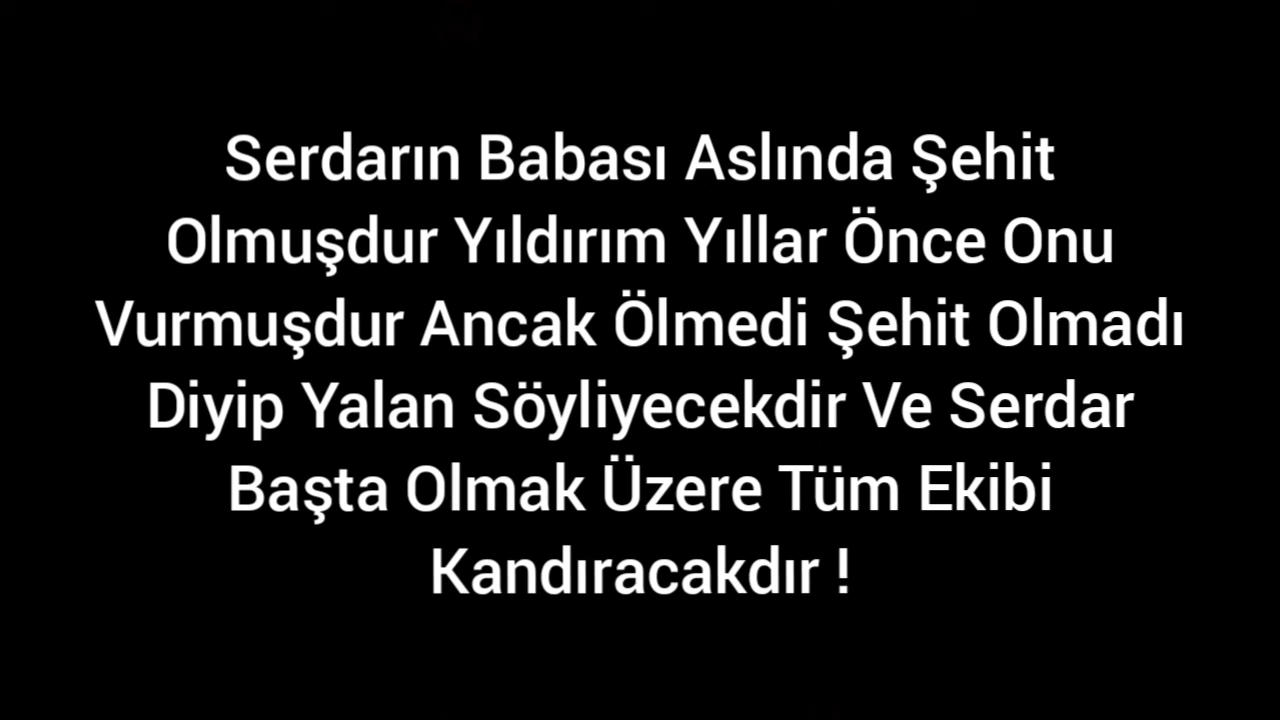 Serdarın Babası Aslında Şehit
Olmuşdur Yıldırım Yıllar Önce Onu
Vurmuşdur Ancak Ölmedi Şehit Olmadı
Diyip Yalan Söyliyecekdir Ve Serdar
Başta Olmak Üzere Tüm Ekibi
Kandıracakdır !